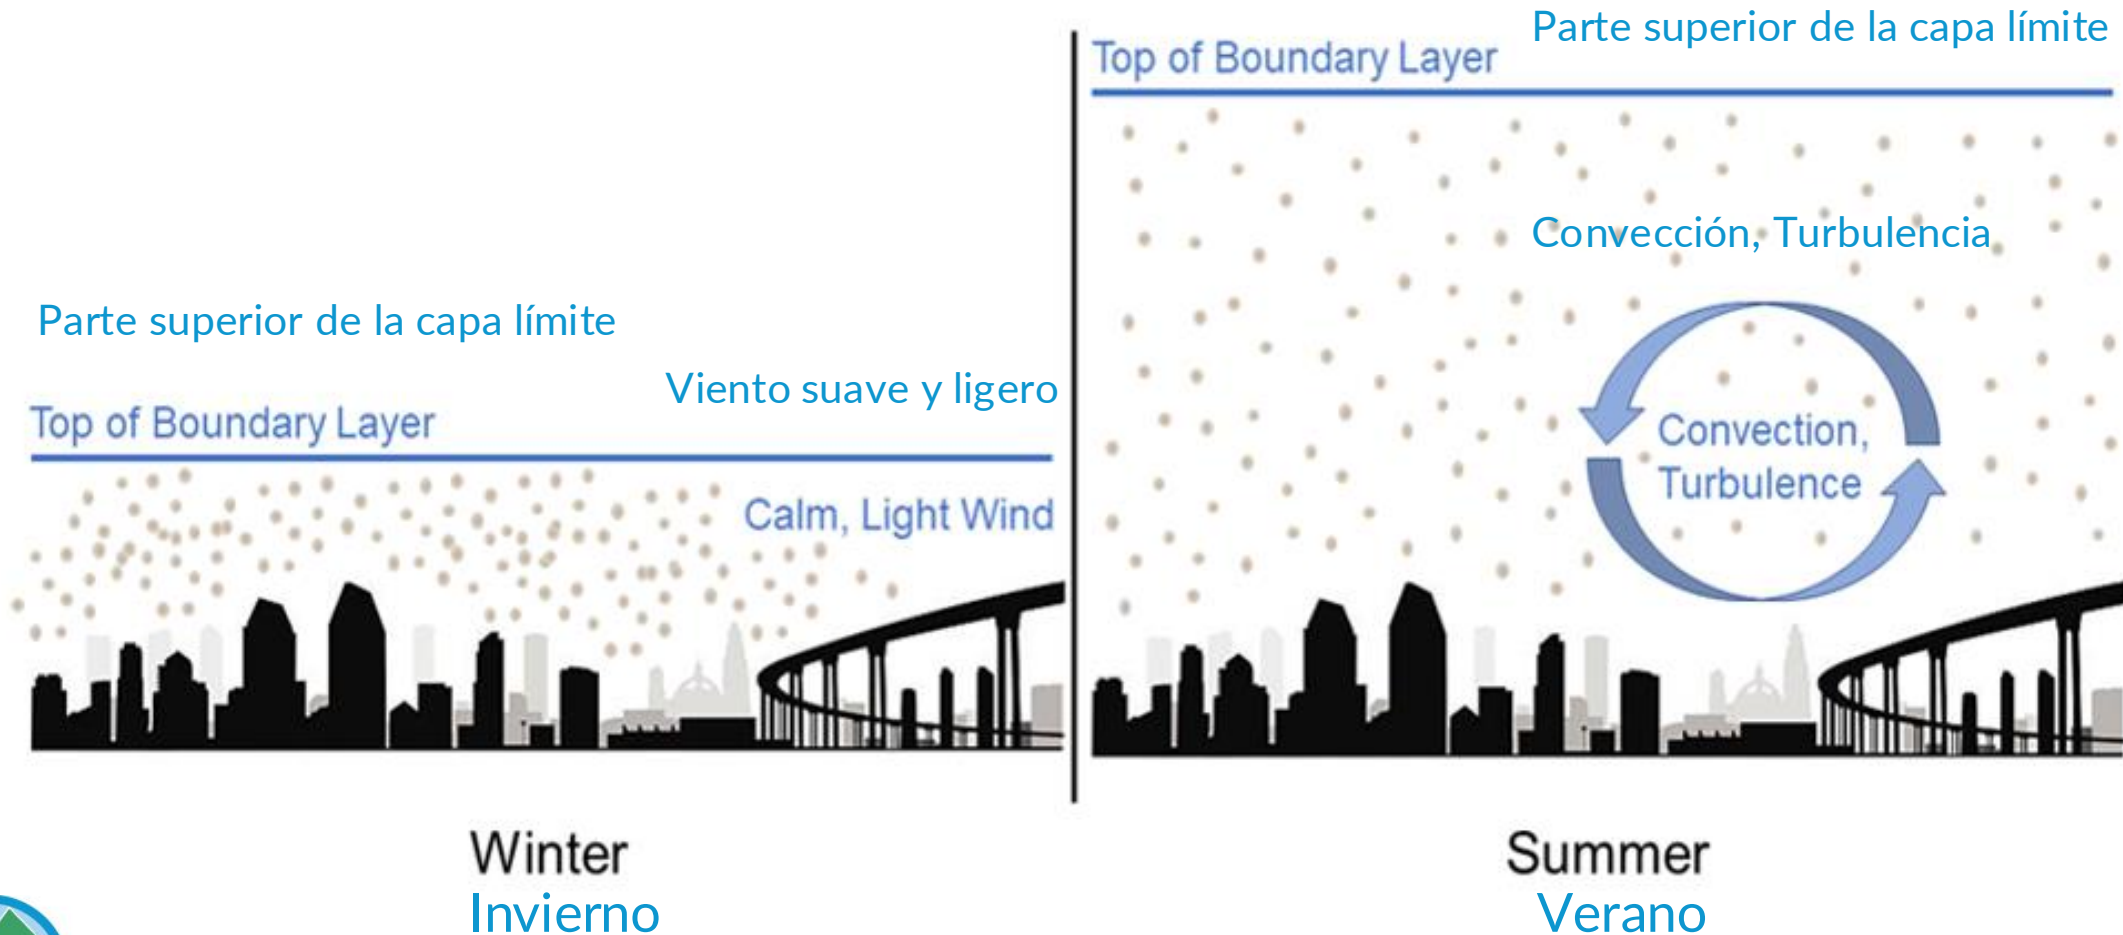 Parte superior de la capa límite
Viento suave y ligero
Top of Boundary Layer
Calm, Light Wind
Winter
Invierno
Parte superior de la capa límite
Top of Boundary Layer
Convección, Turbulencia
Convection,
Turbulence
Summer
Verano